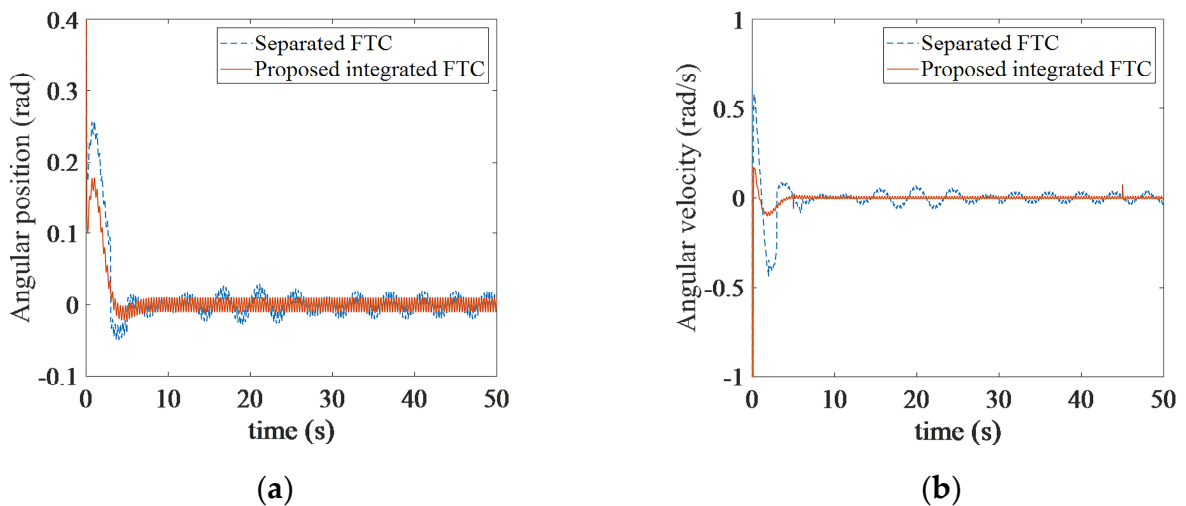 Angular position (rad)
0.4
0.3
0.2
0.1
0
-0.1
Separated FTC
Proposed integrated FTC
0 10 20 30 40 50
time (s)
(a)
Angular velocity (rad/s)
1
0.5
0
-0.5
-1
Separated FTC
Proposed integrated FTC
0 10 20 30 40 50
time (s)
(b)